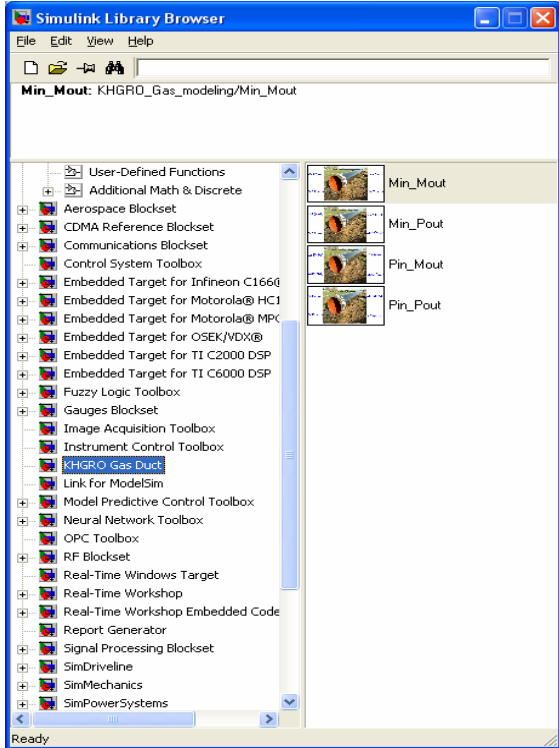 Simulink Library Browser
File Edit View Help
Min_Mout: KHGRO_Gas_modeling/Min_Mout
User-Defined Functions
Additional Math & Discrete
Aerospace Blockset
CDMA Reference Blockset
Communications Blockset
Control System Toolbox
Embedded Target for Infineon C166®
Embedded Target for Motorola® HC1
Embedded Target for Motorola® MPC
Embedded Target for OSEK/VDX®
Embedded Target for TI C2000 DSP
Embedded Target for TI C6000 DSP
Fuzzy Logic Toolbox
Gauges Blockset
Image Acquisition Toolbox
Instrument Control Toolbox
KHGRO Gas Duct
Link for ModelSim
Model Predictive Control Toolbox
Neural Network Toolbox
OPC Toolbox
RF Blockset
Real-Time Windows Target
Real-Time Workshop
Real-Time Workshop Embedded Code
Report Generator
Signal Processing Blockset
SimDriveline
SimMechanics
SimPowerSystems
Min_Mout
Min_Pout
Pin_Mout
Pin_Pout
Ready